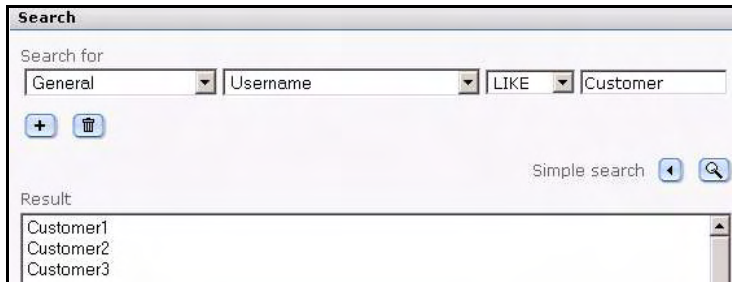 Search
Search for
General Username LIKE Customer
+
Simple search
Result
Customer1
Customer2
Customer3